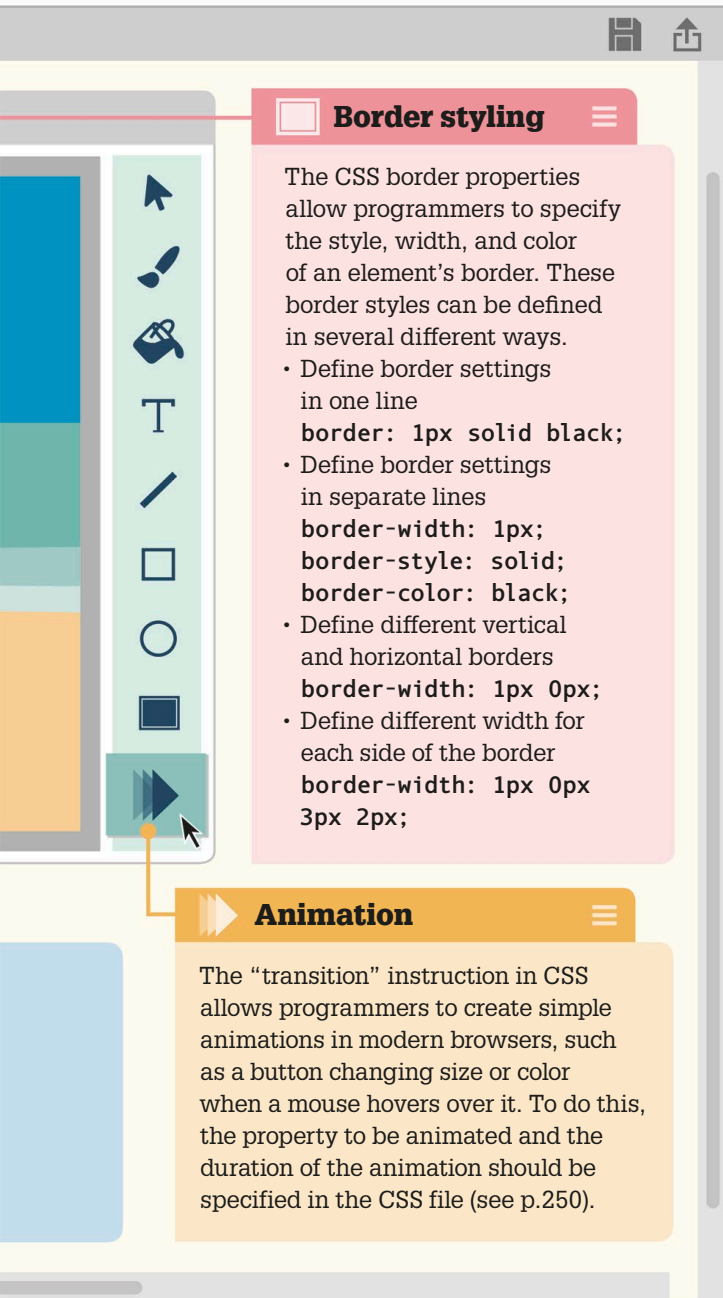 Border styling
The CSS border properties
allow programmers to specify
the style, width, and color
of an element’s border. These
border styles can be defined
in several different ways.
• Define border settings
in one line
border: 1px solid black;
• Define border settings
in separate lines
border-width: 1px;
border-style: solid;
border-color: black;
• Define different vertical
and horizontal borders
border-width: 1px 0px;
• Define different width for
each side of the border
border-width: 1px 0px
3px 2px;
T
Animation
The “transition” instruction in CSS
allows programmers to create simple
animations in modern browsers, such
as a button changing size or color
when a mouse hovers over it. To do this,
the property to be animated and the
duration of the animation should be
specified in the CSS file (see p.250).